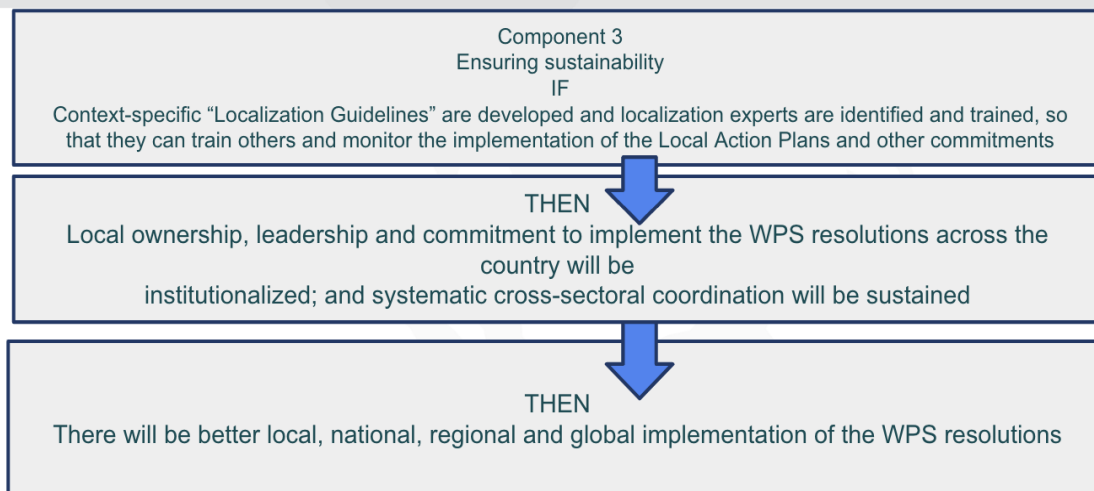 Component 3
Ensuring sustainability
IF
Context-specific “Localization Guidelines” are developed and localization experts are identified and trained, so
that they can train others and monitor the implementation of the Local Action Plans and other commitments
THEN
Local ownership, leadership and commitment to implement the WPS resolutions across the
country will be
institutionalized; and systematic cross-sectoral coordination will be sustained
THEN
There will be better local, national, regional and global implementation of the WPS resolutions